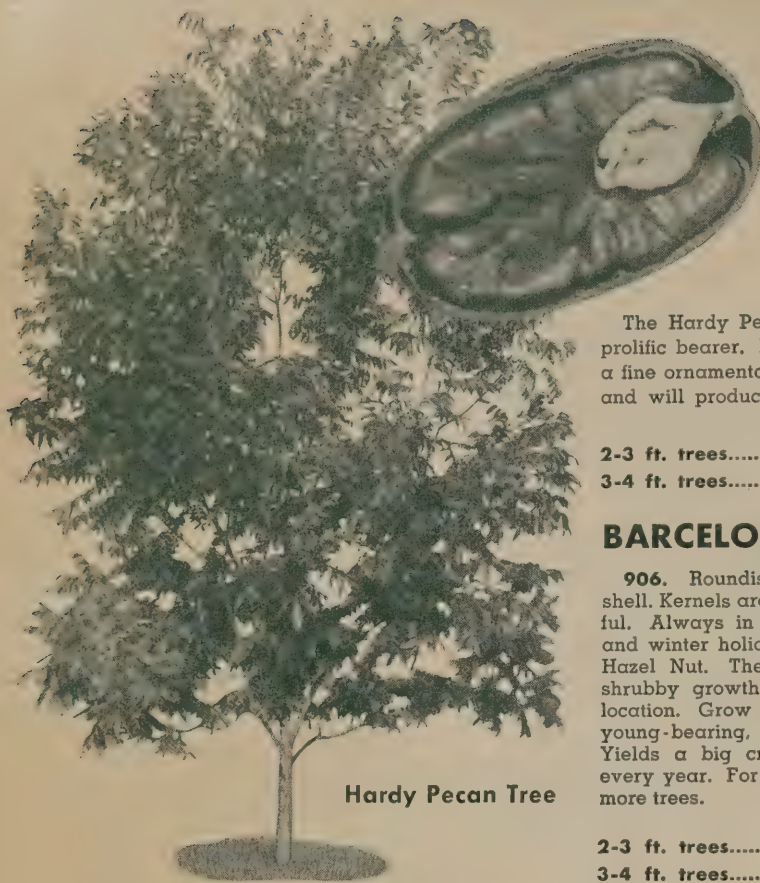 The Hardy Pe
prolific bearer.
a fine ornamenta
and will produc
2-3 ft. trees.....
3-4 ft. trees.....
BARCELO
906. Roundis
shell. Kernels are
ful. Always in
and winter holic
Hazel Nut. The
shrubby growth
location. Grow
young-bearing,
Yields a big cr
every year. For
more trees.
Hardy Pecan Tree
2-3 ft. trees.....
3-4 ft. trees.....